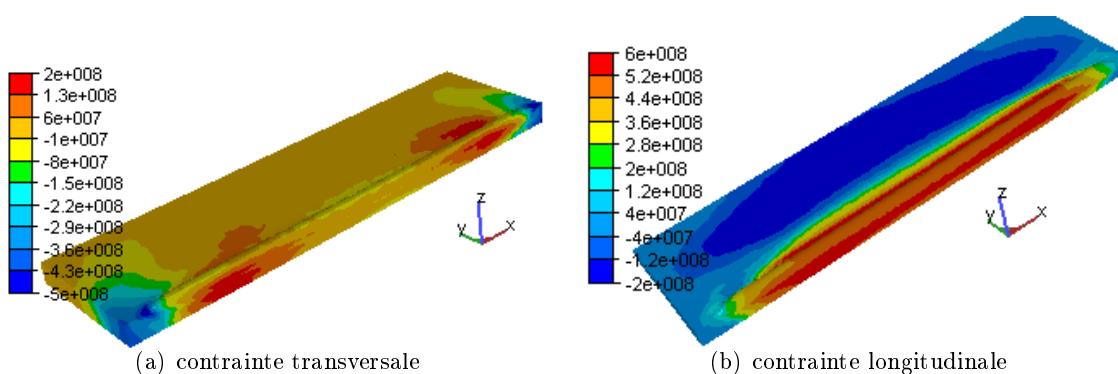 2e+008
1.3e+008
6e+007
-1e+007
-8e+007
-1.5e+008
-2.2e+008
-2.9e+008
-3.6e+008
-4.3e+008
-5e+008
z
y
x
(a) contrainte transversale
6e+008
5.2e+008
4.4e+008
3.6e+008
2.8e+008
2e+008
1.2e+008
4e+007
-4e+007
-1.2e+008
-2e+008
z
y
x
(b) contrainte longitudinale